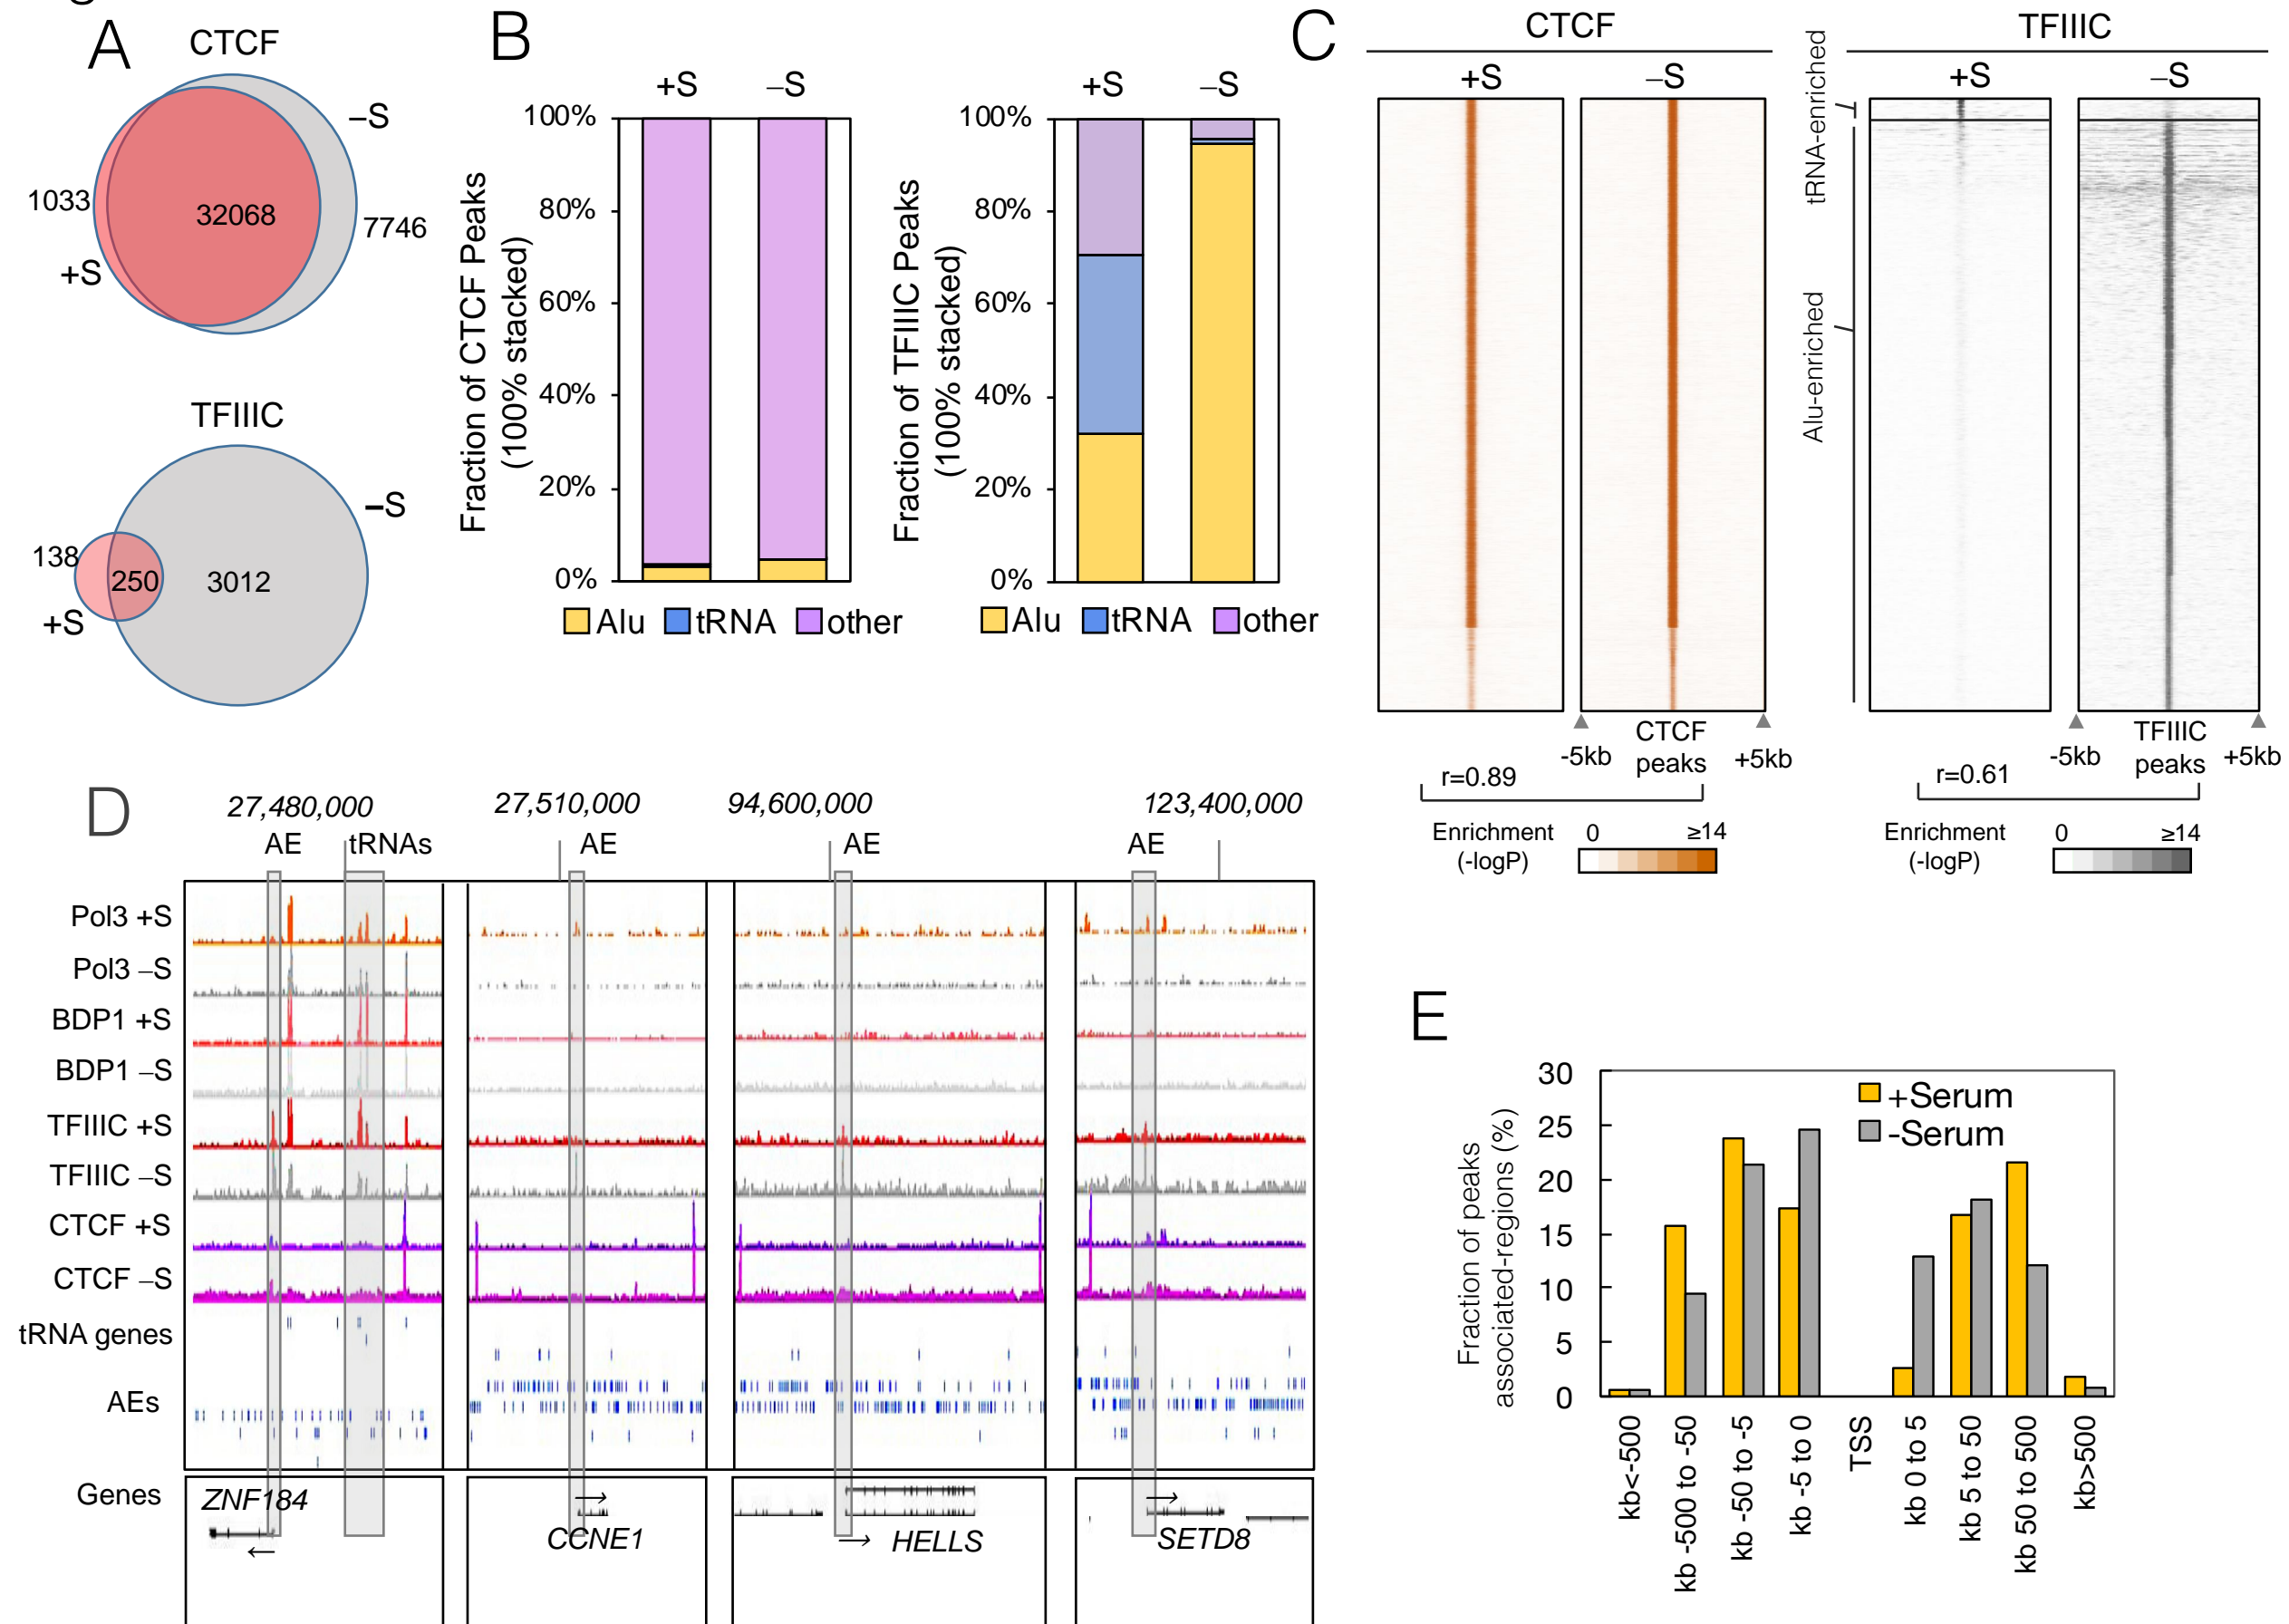 A
CTCF
–S
1033
32068
7746
+S
TFIIIC
–S
138
250
3012
+S
B
+S –S
100%
80%
60%
40%
20%
0%
Fraction of CTCF Peaks
(100% stacked)
Alu tRNA other
+S –S
100%
80%
60%
40%
20%
0%
Fraction of TFIIIC Peaks
(100% stacked)
Alu tRNA other
C
CTCF
+S –S
-5kb CTCF peaks +5kb
r=0.89
Enrichment
(-logP)
0 ≥14
TFIIIC
+S –S
tRNA-enriched
Alu-enriched
-5kb TFIIIC peaks +5kb
r=0.61
Enrichment
(-logP)
0 ≥14
D
27,480,000 27,510,000 94,600,000 123,400,000
AE tRNAs AE AE AE
Pol3 +S
Pol3 –S
BDP1 +S
BDP1 –S
TFIIIC +S
TFIIIC –S
CTCF +S
CTCF –S
tRNA genes
AEs
Genes
ZNF184 ←
→ CCNE1
→ HELLS
→ SETD8
E
30
25
20
15
10
5
0
Fraction of peaks
associated-regions (%)
+Serum
-Serum
kb<-500
kb -500 to -50
kb -50 to -5
kb -5 to 0
TSS
kb 0 to 5
kb 5 to 50
kb 50 to 500
kb>500